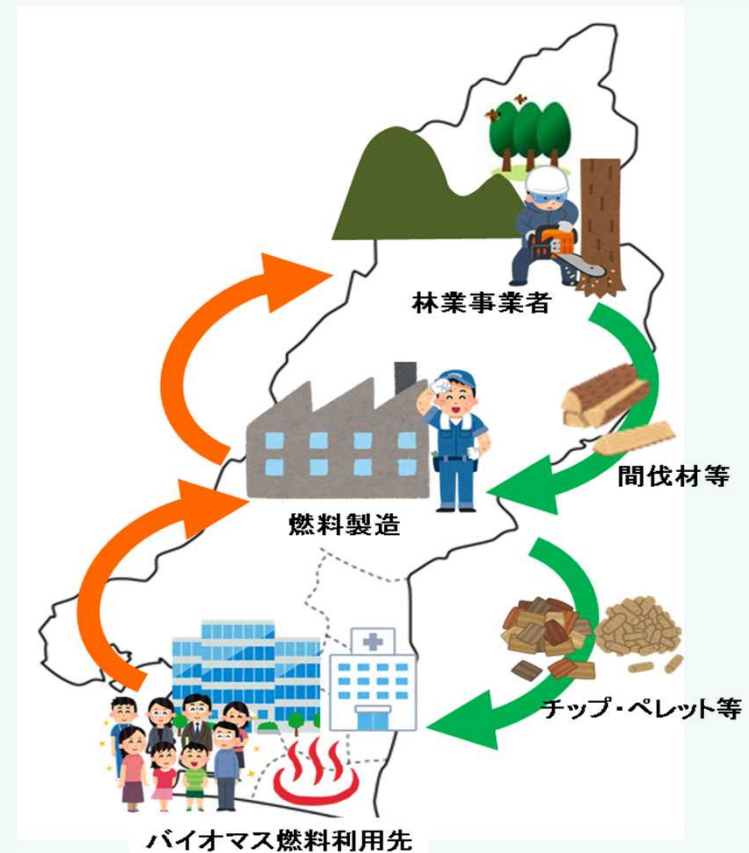 林業事業者
間伐材等
燃料製造
チップ・ペレット等
バイオマス燃料利用先